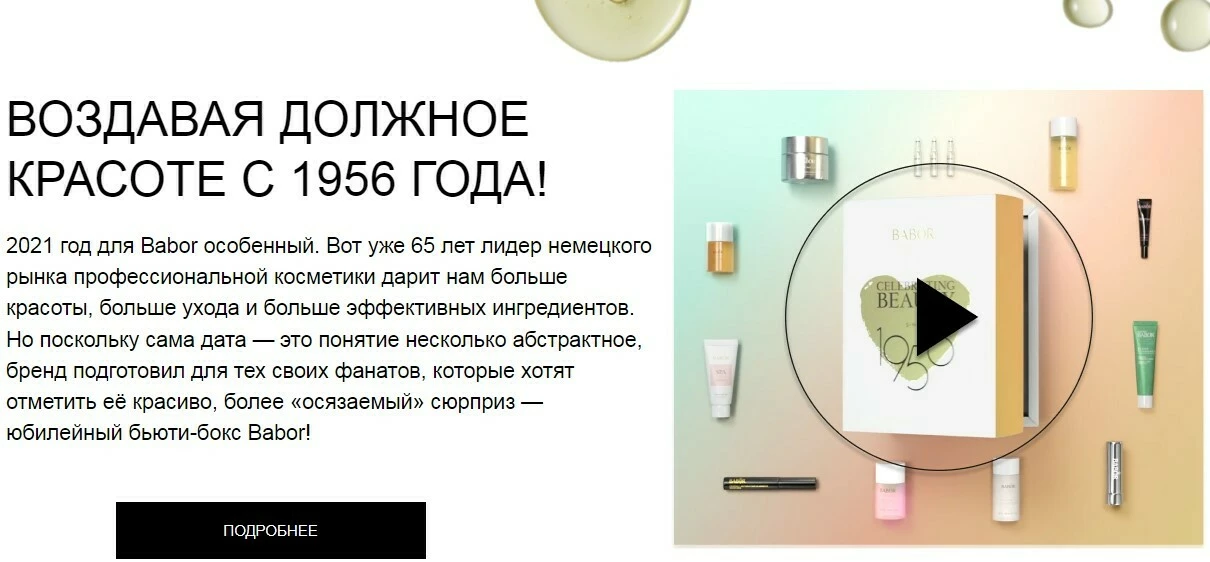 ВОЗДАВАЯ ДОЛЖНОЕ
КРАСОТЕ С 1956 ГОДА!
2021 год для Babor особенный. Вот уже 65 лет лидер немецкого
рынка профессиональной косметики дарит нам больше
красоты, больше ухода и больше эффективных ингредиентов.
Но поскольку сама дата — это понятие несколько абстрактное,
бренд подготовил для тех своих фанатов, которые хотят
отметить её красиво, более «осязаемый» сюрприз —
юбилейный бьюти-бокс Babor!
ПОДРОБНЕЕ
BABOR
CELEBRATING
BEAUTY
1956
BABOR